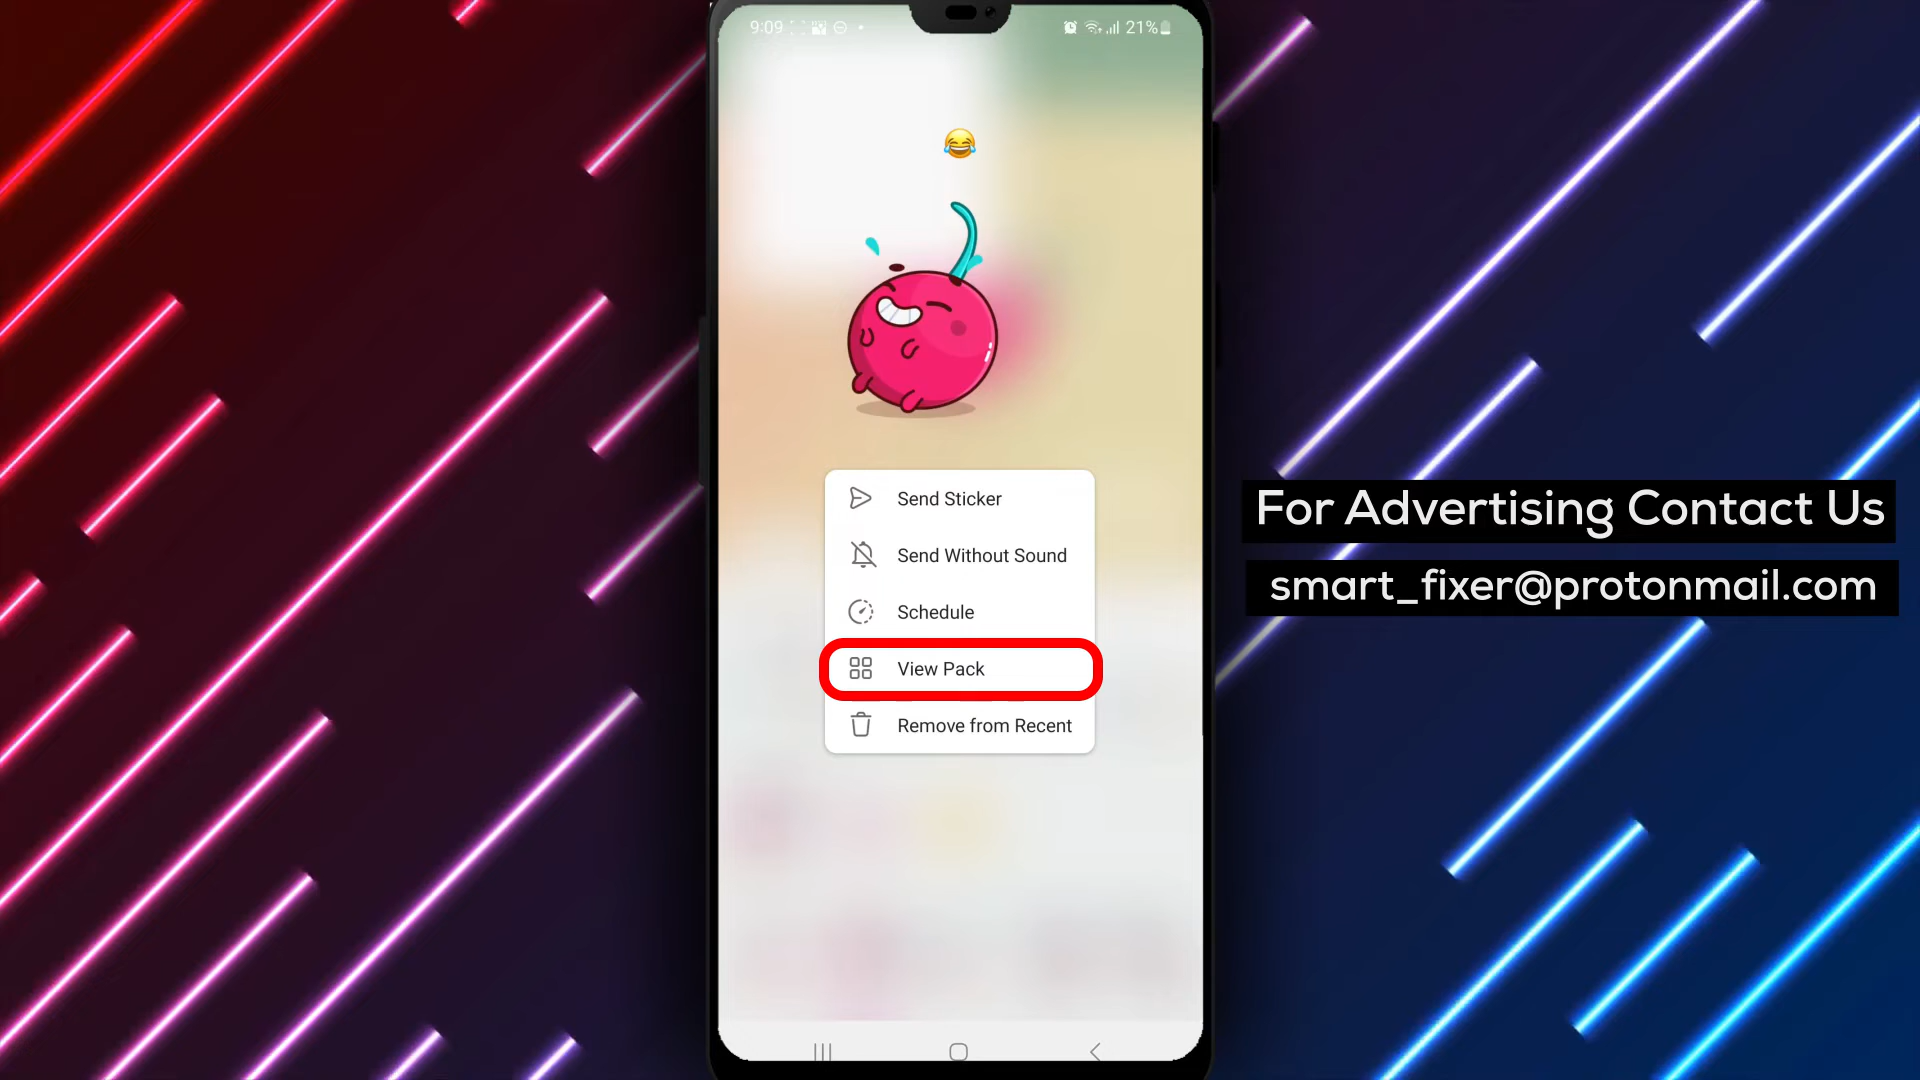 9:09
21%
Send Sticker
Send Without Sound
Schedule
View Pack
Remove from Recent
For Advertising Contact Us
smart_fixer@protonmail.com